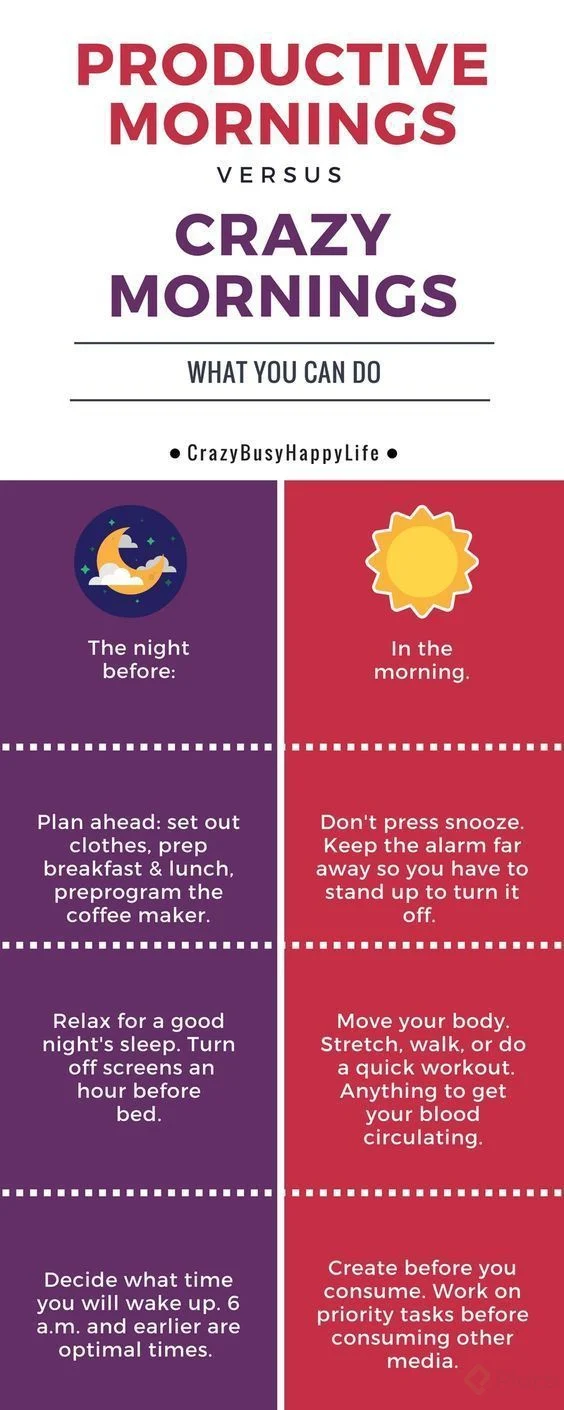 PRODUCTIVE
MORNINGS
VERSUS
CRAZY
MORNINGS
WHAT YOU CAN DO
• CrazyBusyHappyLife •
The night
before:
In the
morning.
Plan ahead: set out
clothes, prep
breakfast & lunch,
preprogram the
coffee maker.
Don't press snooze.
Keep the alarm far
away so you have to
stand up to turn it
off.
Relax for a good
night's sleep. Turn
off screens an
hour before
bed.
Move your body.
Stretch, walk, or do
a quick workout.
Anything to get
your blood
circulating.
Decide what time
you will wake up. 6
a.m. and earlier are
optimal times.
Create before you
consume. Work on
priority tasks before
consuming other
media.